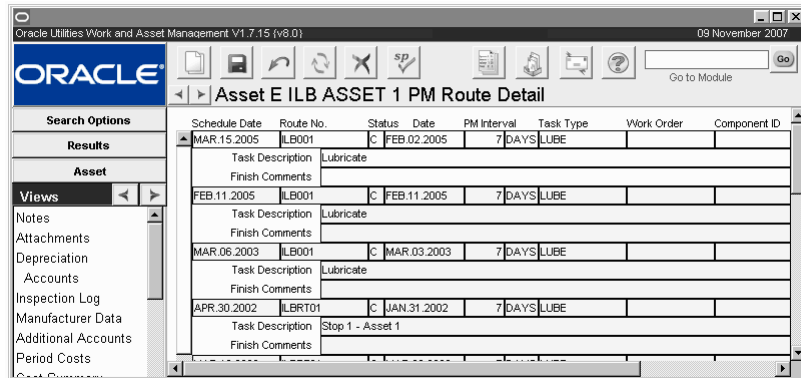 Oracle Utilities Work and Asset Management V1.7.15 {v8.0} 09 November 2007
ORACLE
sp
Go
Go to Module
Asset E ILB ASSET 1 PM Route Detail
Search Options
Results
Asset
Views
Notes
Attachments
Depreciation
Accounts
Inspection Log
Manufacturer Data
Additional Accounts
Period Costs
Cost Summary
Schedule Date Route No. Status Date PM Interval Task Type Work Order Component ID
MAR.15.2005 ILB001 C FEB.02.2005 7 DAYS LUBE
Task Description Lubricate
Finish Comments
FEB.11.2005 ILB001 C FEB.11.2005 7 DAYS LUBE
Task Description Lubricate
Finish Comments
MAR.06.2003 ILB001 C MAR.03.2003 7 DAYS LUBE
Task Description Lubricate
Finish Comments
APR.30.2002 ILBRT01 C JAN.31.2002 7 DAYS LUBE
Task Description Stop 1 - Asset 1
Finish Comments